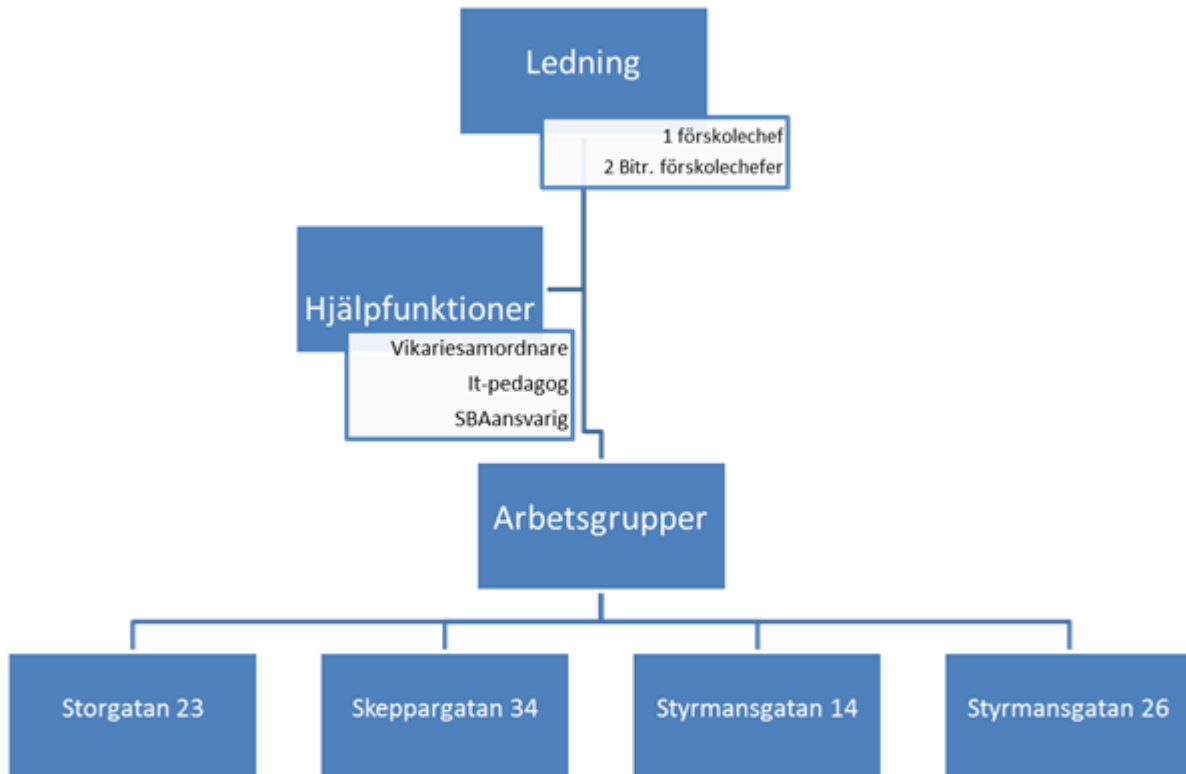 Ledning
1 förskolechef
2 Bitr. förskolechefer
Hjälpfunktioner
Vikariesamordnare
It-pedagog
SBAansvarig
Arbetsgrupper
Storgatan 23
Skeppargatan 34
Styrmansgatan 14
Styrmansgatan 26